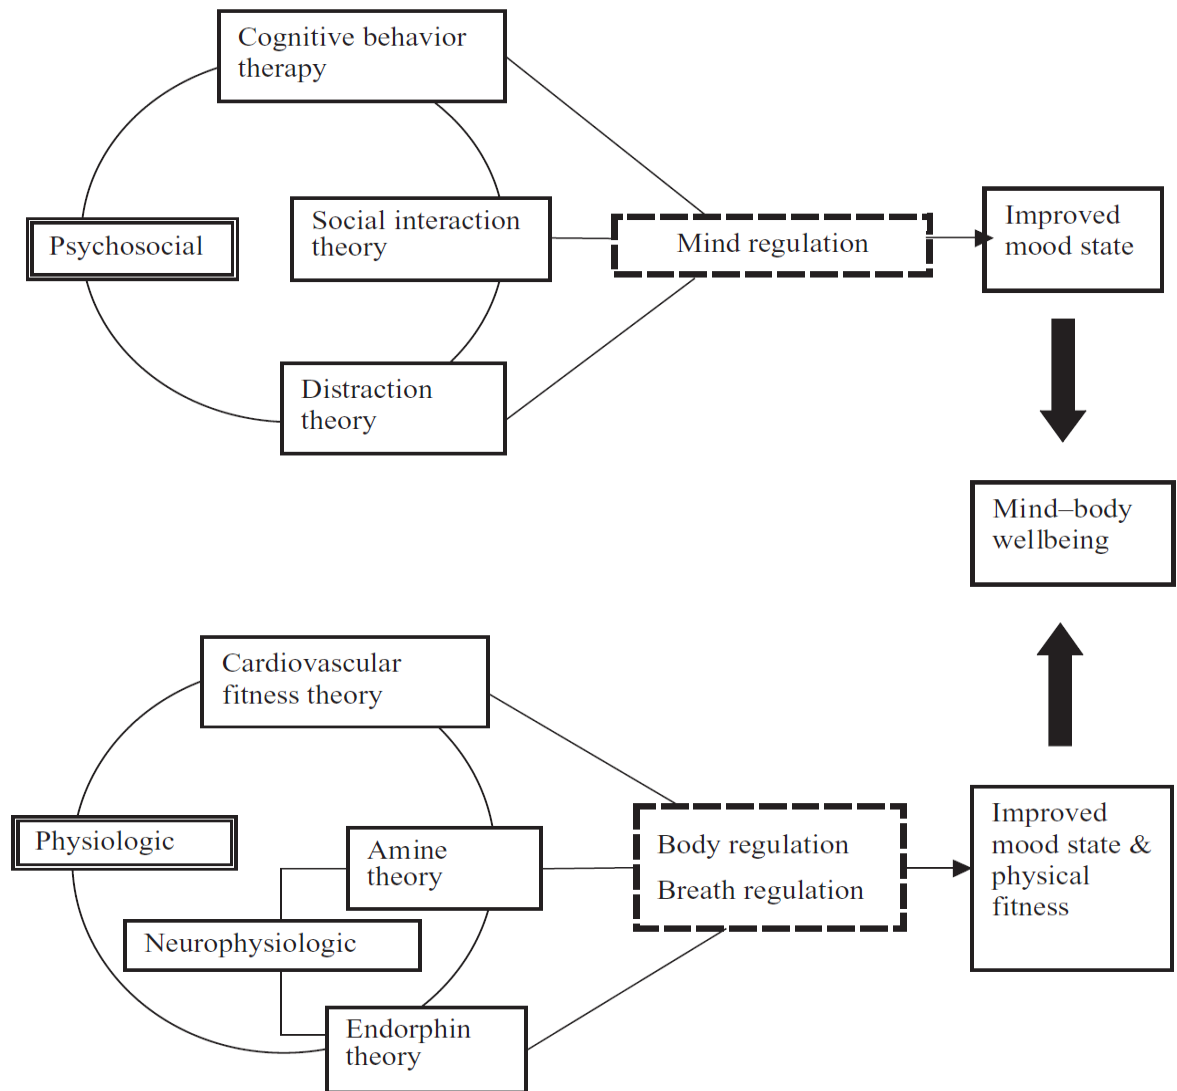 Cognitive behavior
therapy
Social interaction
theory
Psychosocial
Mind regulation
Improved
mood state
Distraction
theory
Mind–body
wellbeing
Cardiovascular
fitness theory
Physiologic
Amine
theory
Body regulation
Breath regulation
Improved
mood state &
physical
fitness
Neurophysiologic
Endorphin
theory